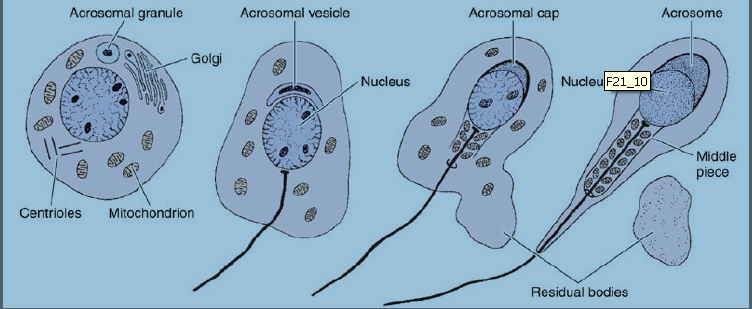 Acrosomal granule
Acrosomal vesicle
Acrosomal cap
Acrosome
Golgi
Nucleus
Nucleu
F21_10
Middle
piece
Centrioles
Mitochondrion
Residual bodies